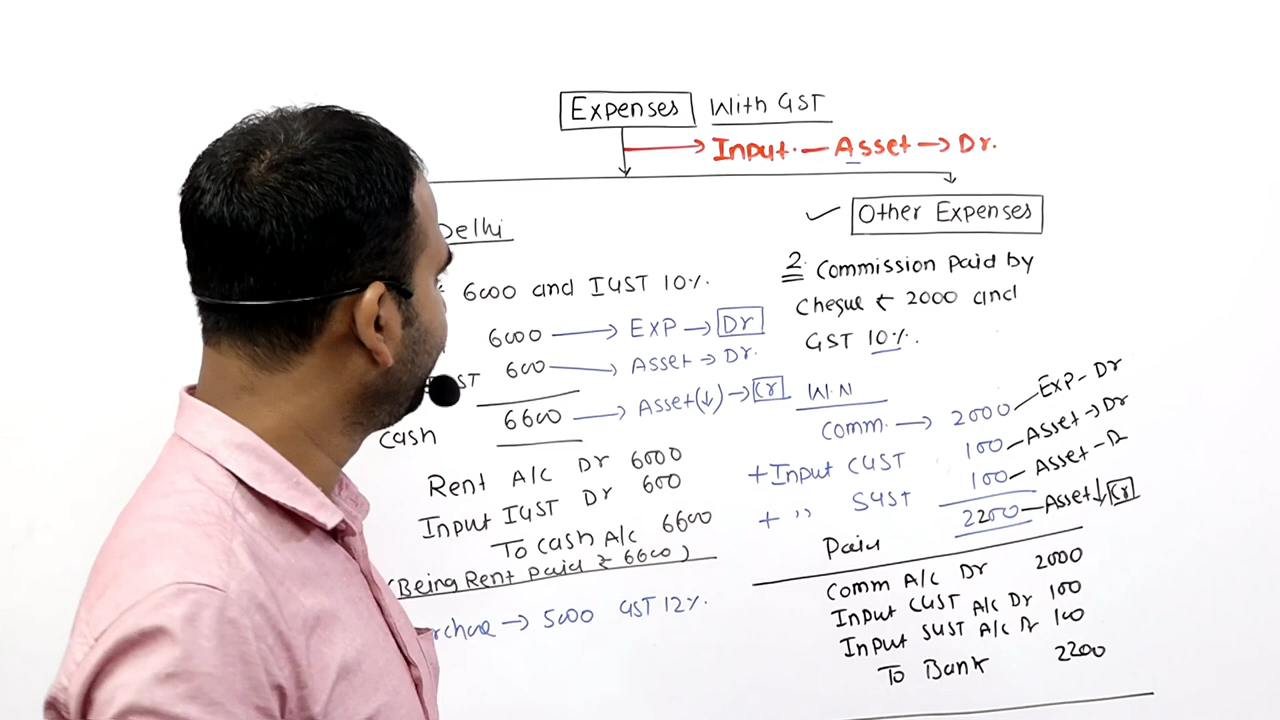 Expenses With GST
Input - Asset → Dr.
Delhi
₹ 6000 and IGST 10%.
6000 → Exp → Dr
ST 600 → Asset → Dr.
Cash 6600 → Asset(↓) → Cr
Rent A/c Dr 6000
Input IGST Dr 600
To Cash A/c 6600
(Being Rent paid ₹ 6600)
rchase → 5000 GST 12%.
✓ Other Expenses
2. Commission paid by
Cheque ₹ 2000 and
GST 10%.
W.N
Comm. → 2000 - Exp - Dr
+ Input CGST 100 - Asset → Dr
+ " SGST 100 - Asset - Dr
Paid 2200 - Asset↓ Cr
Comm A/c Dr 2000
Input CGST A/c Dr 100
Input SGST A/c Dr 100
To Bank 2200